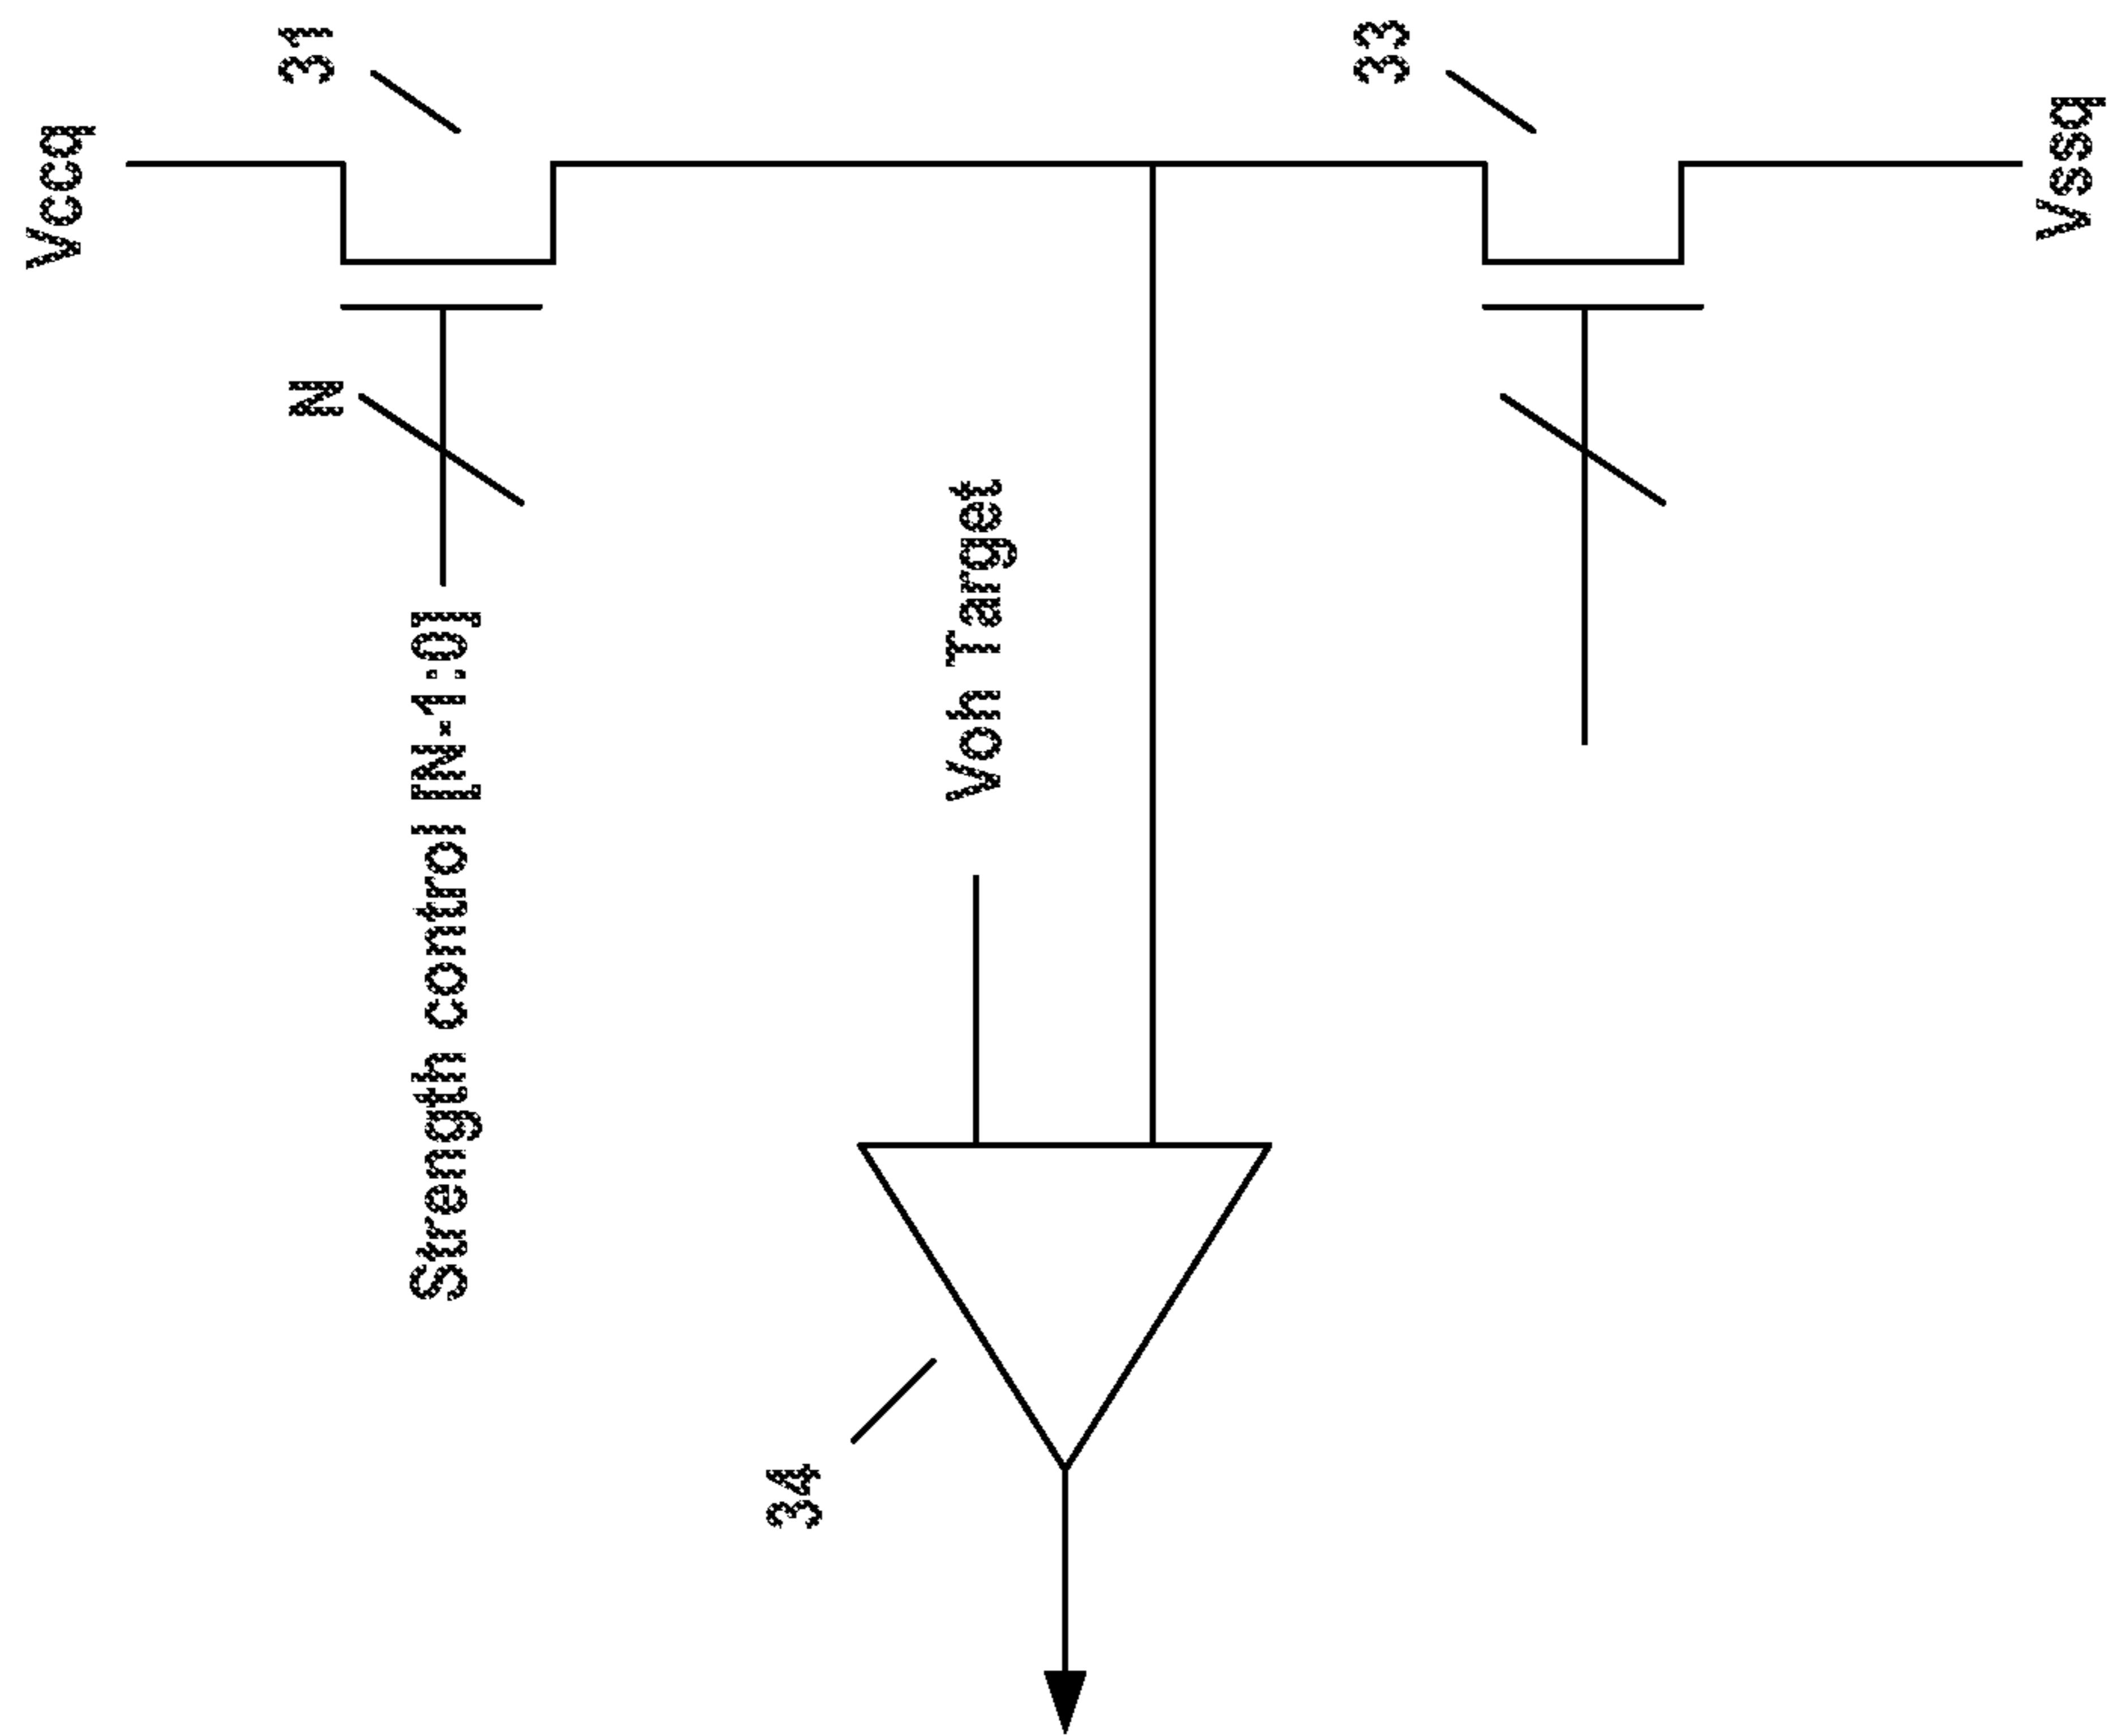 Vccq
31
N
Strength control [N-1:0]
Voh Target
34
33
Vssq